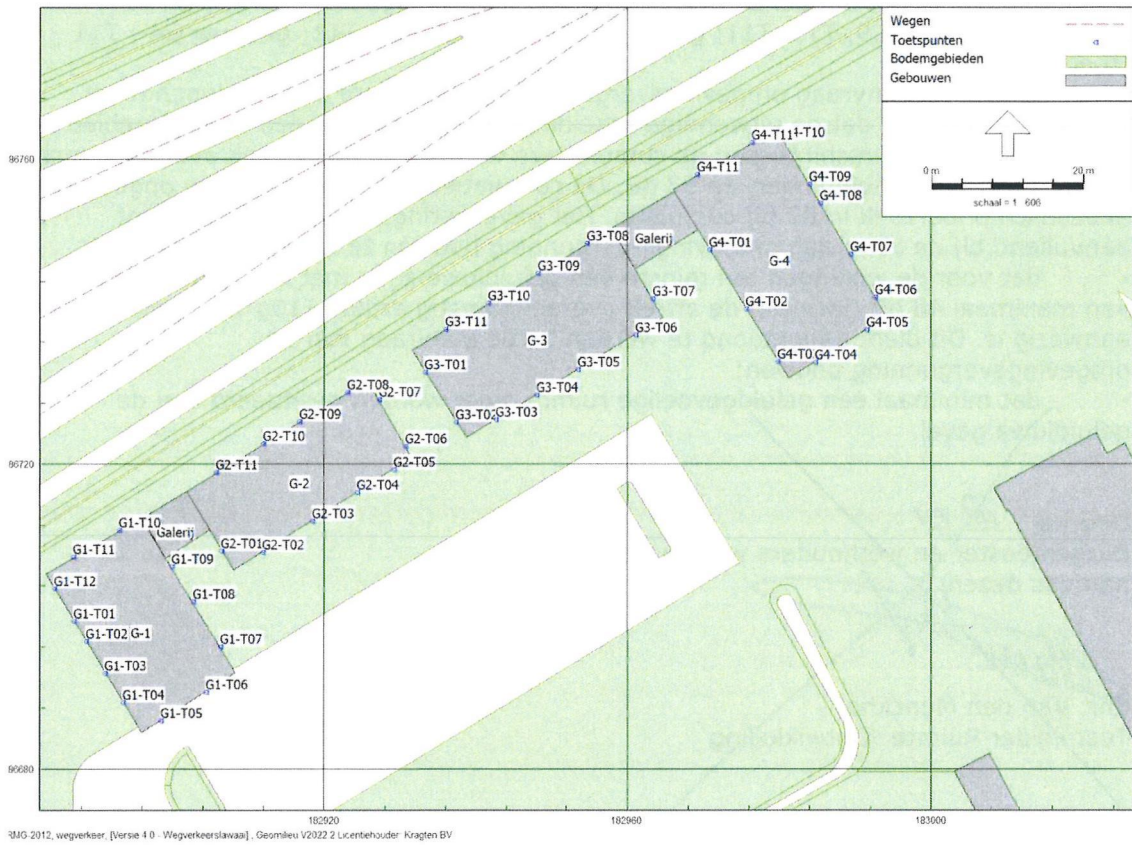 Wegen
Toetspunten
Bodemgebieden
Gebouwen
0 m 20 m
schaal = 1 : 606
G4-T11
G4-T09
G4-T08
G4-T11
G4-T07
G4-T01
G-4
G4-T06
G4-T02
G4-T05
G4-T04
G3-T08
Galerij
G3-T09
G3-T07
G3-T10
G3-T11
G3-T06
G-3
G3-T01
G3-T05
G3-T04
G3-T02
G3-T03
G2-T08
G2-T07
G2-T09
G2-T10
G2-T06
G2-T11
G2-T05
G-2
G2-T04
G2-T03
G1-T10
Galerij
G2-T01
G2-T02
G1-T11
G1-T09
G1-T12
G1-T08
G1-T01
G1-T02
G-1
G1-T07
G1-T03
G1-T06
G1-T04
G1-T05
96760
96720
96680
182920
182960
183000
RMG-2012, wegverkeer, [Versie 4.0 - Wegverkeerslawaai] , Geomilieu V2022.2 Licentiehouder: Kragten BV